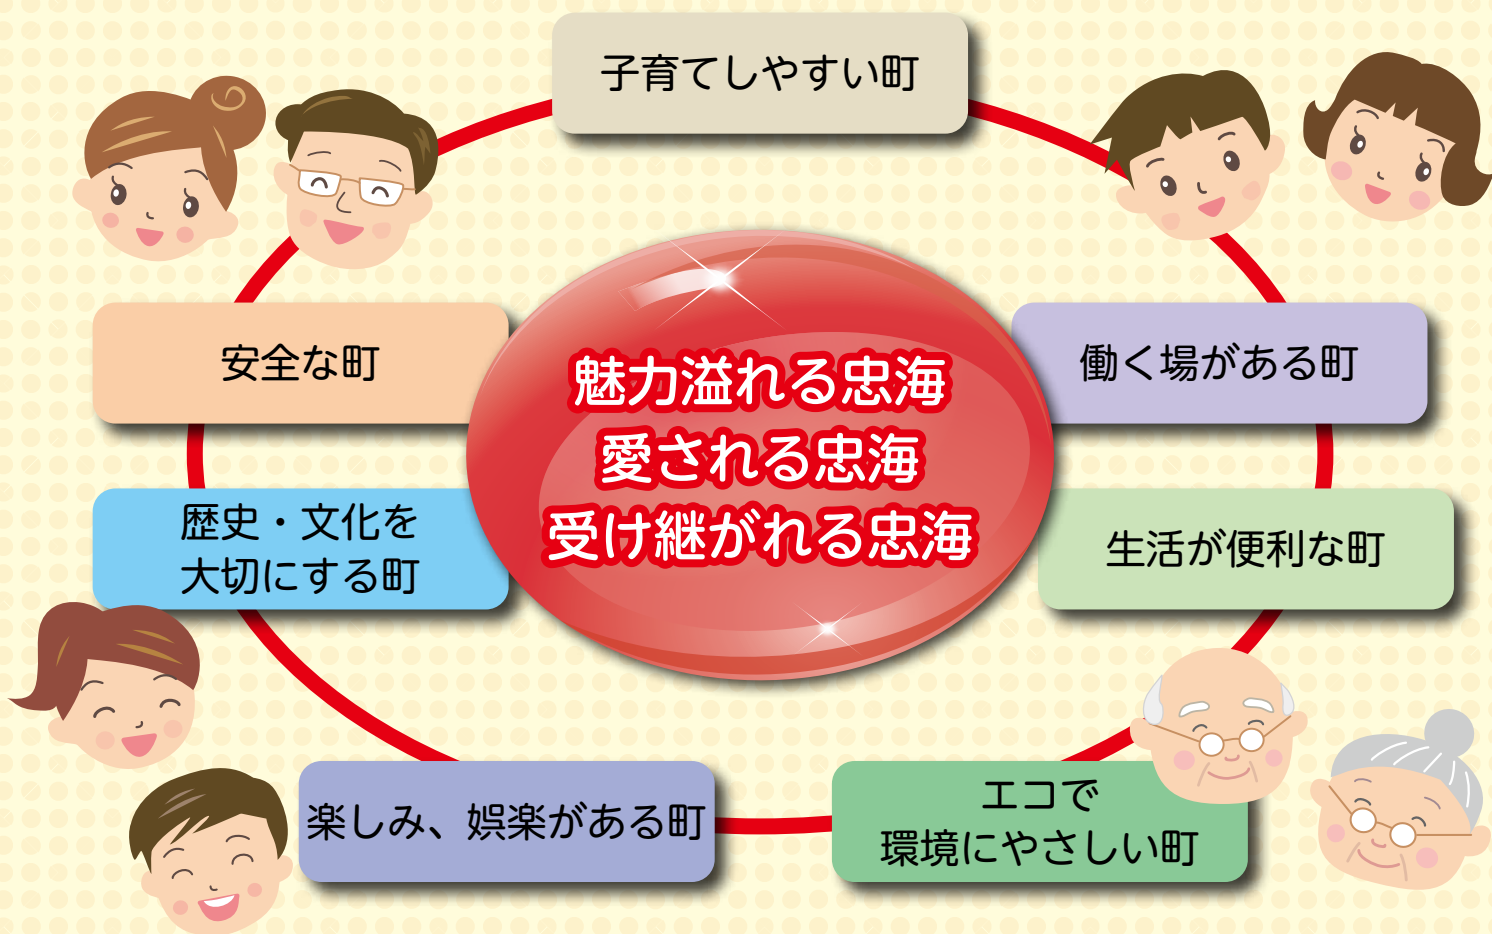 子育てしやすい町
安全な町
働く場がある町
魅力溢れる忠海
愛される忠海
受け継がれる忠海
歴史・文化を
大切にする町
生活が便利な町
楽しみ、娯楽がある町
エコで
環境にやさしい町